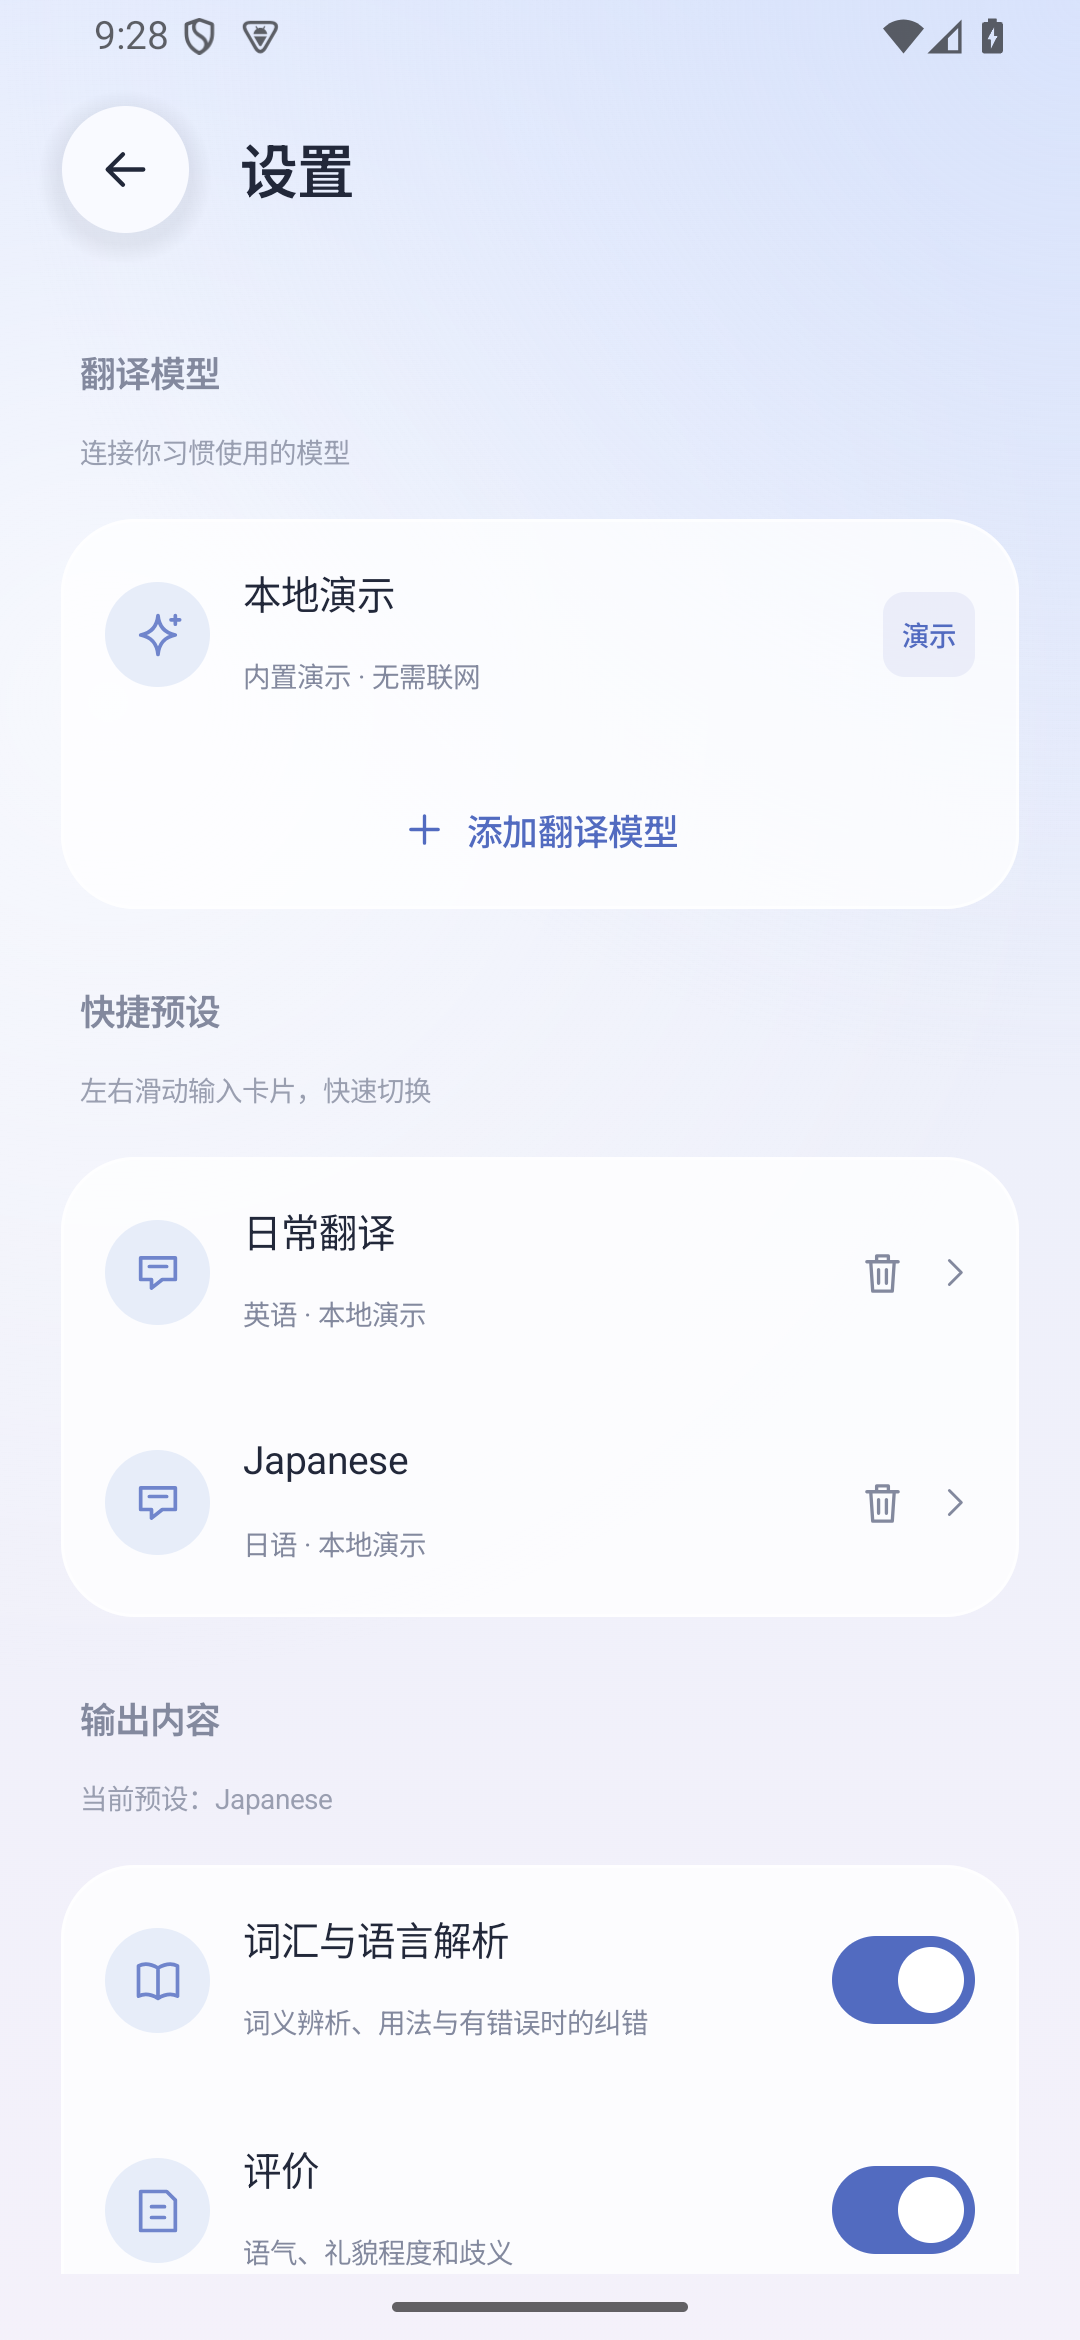 9:28
设置
翻译模型
连接你习惯使用的模型
本地演示
内置演示 · 无需联网
演示
添加翻译模型
快捷预设
左右滑动输入卡片，快速切换
日常翻译
英语 · 本地演示
Japanese
日语 · 本地演示
输出内容
当前预设：Japanese
词汇与语言解析
词义辨析、用法与有错误时的纠错
评价
语气、礼貌程度和歧义